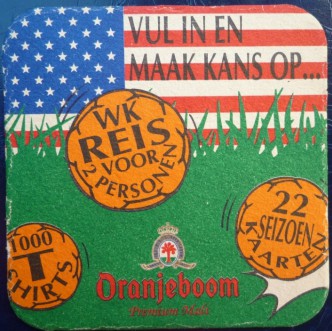 VUL IN EN
MAAK KANS OP...
WK
REIS
VOOR
2 PERSONEN
22
SEIZOEN
KAARTEN
1000
T
SHIRTS
Oranjeboom
Premium Malt